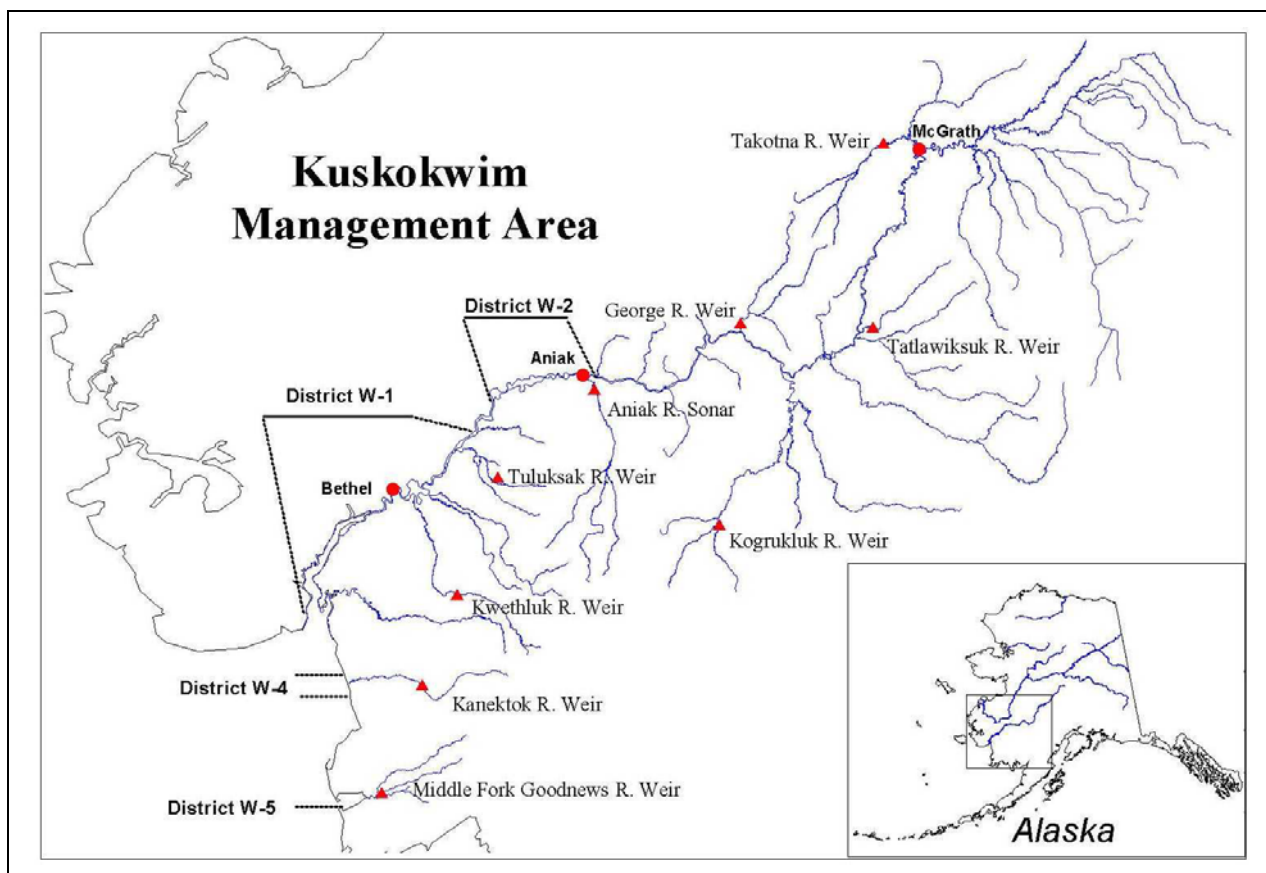 Kuskokwim
Management Area
McGrath
Takotna R. Weir
District W-2
George R. Weir
Tatlawiksuk R. Weir
Aniak
District W-1
Aniak R. Sonar
Bethel
Tuluksak R. Weir
Kogrukluk R. Weir
Kwethluk R. Weir
District W-4
Kanektok R. Weir
Middle Fork Goodnews R. Weir
District W-5
Alaska